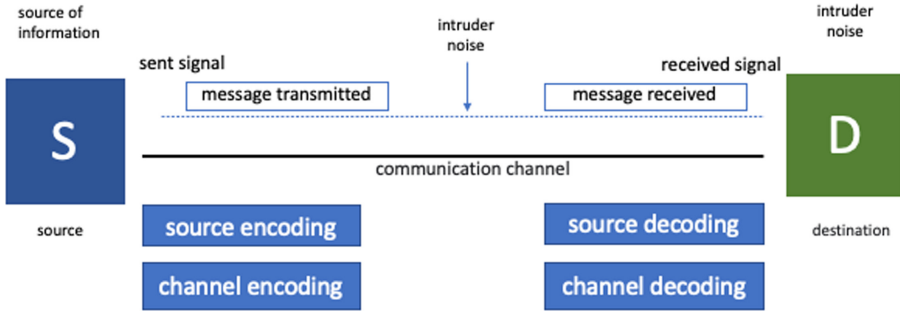 source of
information
intruder
noise
intruder
noise
sent signal
received signal
message transmitted
message received
S
D
communication channel
source
destination
source encoding
source decoding
channel encoding
channel decoding